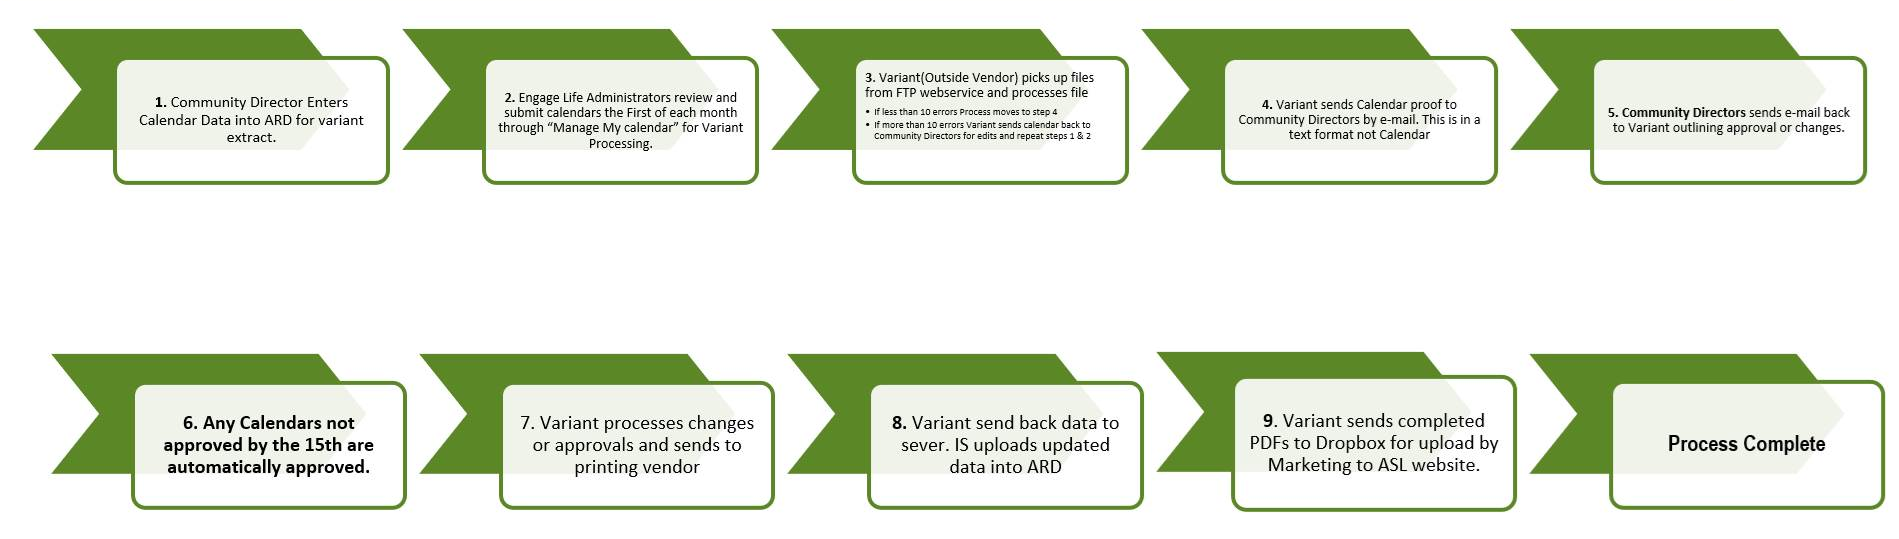 1. Community Director Enters
Calendar Data into ARD for variant
extract.
2. Engage Life Administrators review and
submit calendars the First of each month
through “Manage My calendar” for Variant
Processing.
3. Variant(Outside Vendor) picks up files
from FTP webservice and processes file
• If less than 10 errors Process moves to step 4
• If more than 10 errors Variant sends calendar back to
Community Directors for edits and repeat steps 1 & 2
4. Variant sends Calendar proof to
Community Directors by e-mail. This is in a
text format not Calendar
5. Community Directors sends e-mail back
to Variant outlining approval or changes.
6. Any Calendars not
approved by the 15th are
automatically approved.
7. Variant processes changes
or approvals and sends to
printing vendor
8. Variant send back data to
sever. IS uploads updated
data into ARD
9. Variant sends completed
PDFs to Dropbox for upload by
Marketing to ASL website.
Process Complete